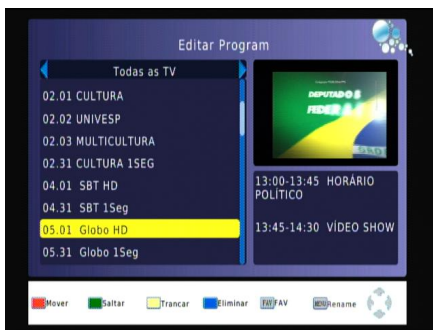 Editar Program
Todas as TV
02.01 CULTURA
02.02 UNIVESP
02.03 MULTICULTURA
02.31 CULTURA 1SEG
04.01 SBT HD
04.31 SBT 1Seg
05.01 Globo HD
05.31 Globo 1Seg
DEPUTADOS
13:00-13:45 HORÁRIO
POLÍTICO
13:45-14:30 VÍDEO SHOW
Mover Saltar Trancar Eliminar FAV FAV MENU Rename